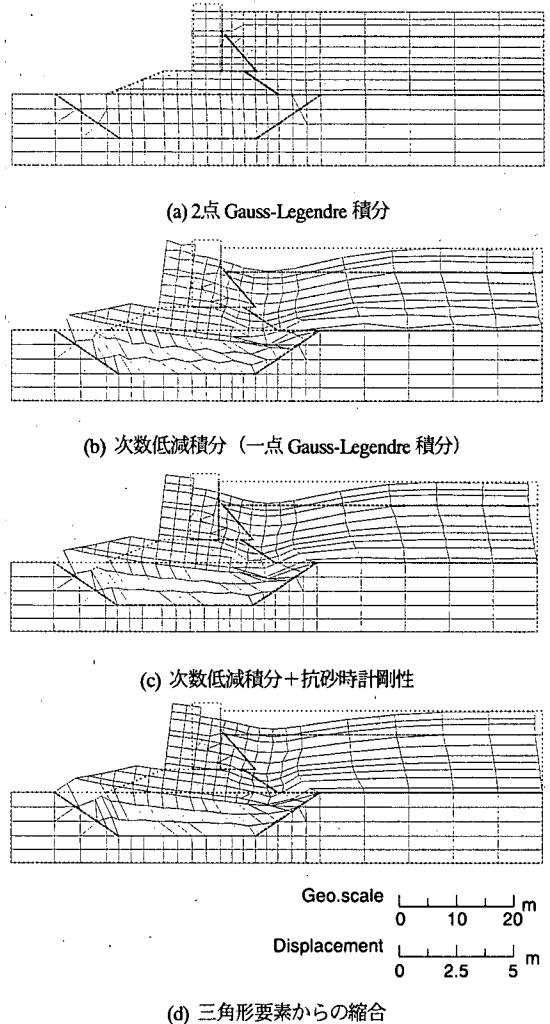 (a) 2点 Gauss-Legendre 積分
(b) 次数低減積分（一点 Gauss-Legendre 積分）
(c) 次数低減積分＋抗砂時計剛性
Geo.scale
0 10 20 m
Displacement
0 2.5 5 m
(d) 三角形要素からの縮合